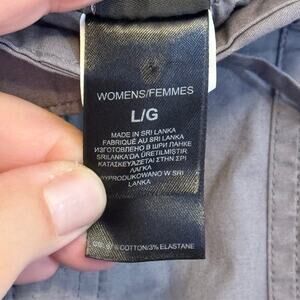 WOMENS/FEMMES
L/G
MADE IN SRI LANKA
FABRIQUÉ AU SRI LANKA
ИЗГОТОВЛЕНО В ШРИ ЛАНКЕ
SRILANKA'DA ÜRETILMIŞTIR
ΚΑΤΑΣΚΕΥΑΖΕΤΑΙ ΣΤΗΝ ΣΡΙ
ΛΑΓΚΑ
WYPRODUKOWANO W SRI
LANKA
COTTON/3% ELASTANE